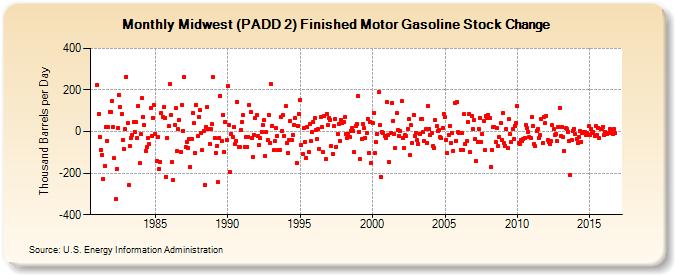 Monthly Midwest (PADD 2) Finished Motor Gasoline Stock Change
Thousand Barrels per Day
400
200
0
-200
-400
1985 1990 1995 2000 2005 2010 2015
Source: U.S. Energy Information Administration